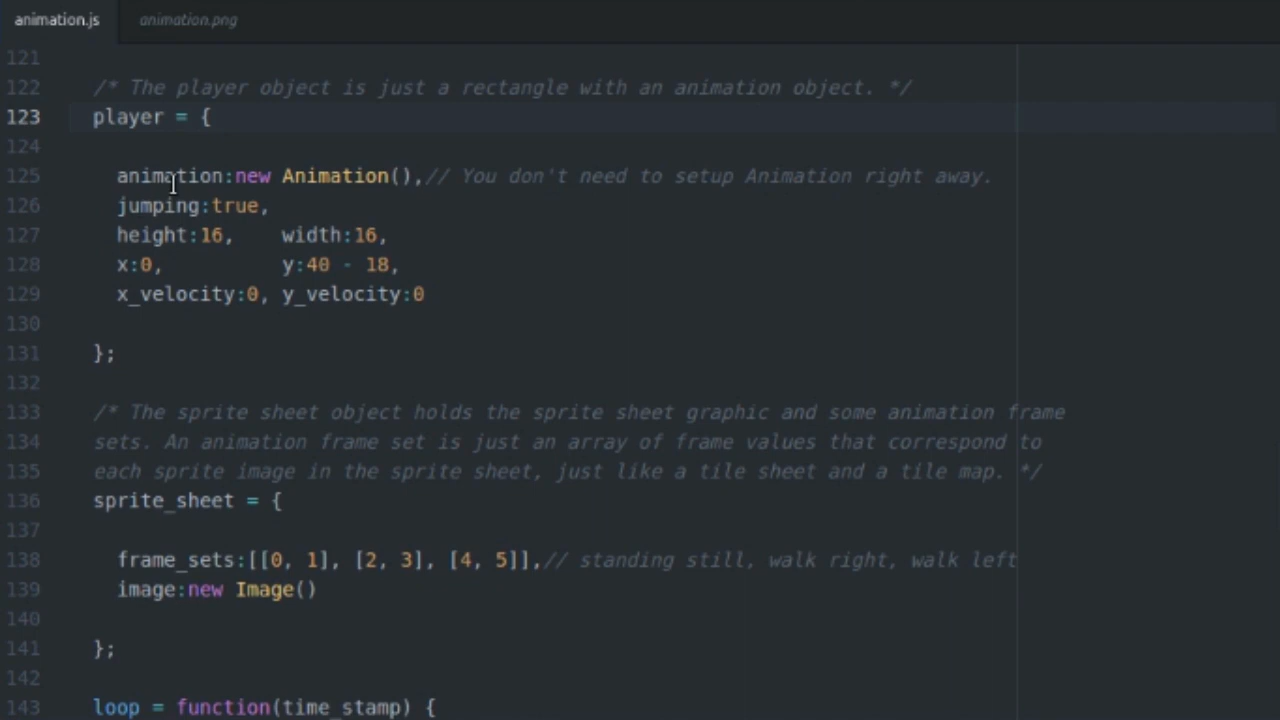 animation.js animation.png
121
122 /* The player object is just a rectangle with an animation object. */
123 player = {
124
125 animation:new Animation(),// You don't need to setup Animation right away.
126 jumping:true,
127 height:16, width:16,
128 x:0, y:40 - 18,
129 x_velocity:0, y_velocity:0
130
131 };
132
133 /* The sprite sheet object holds the sprite sheet graphic and some animation frame
134 sets. An animation frame set is just an array of frame values that correspond to
135 each sprite image in the sprite sheet, just like a tile sheet and a tile map. */
136 sprite_sheet = {
137
138 frame_sets:[[0, 1], [2, 3], [4, 5]],// standing still, walk right, walk left
139 image:new Image()
140
141 };
142
143 loop = function(time_stamp) {